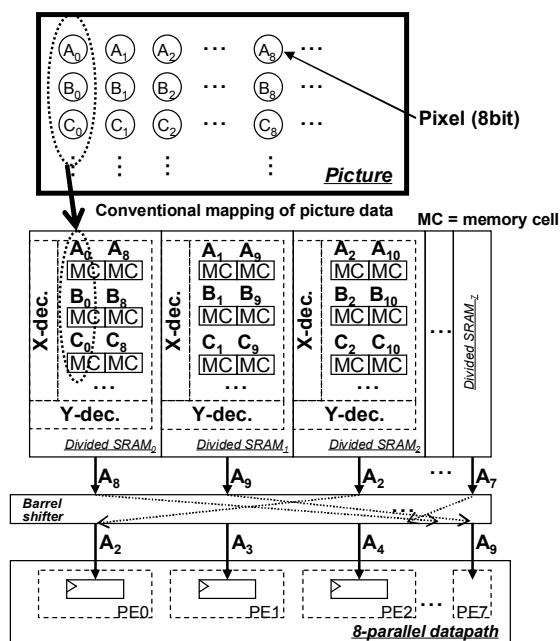 A0 A1 A2 ... A8 ...
B0 B1 B2 ... B8 ...
C0 C1 C2 ... C8 ...
Pixel (8bit)
Picture
Conventional mapping of picture data
MC = memory cell
A0 A8 A1 A9 A2 A10
MC MC MC MC MC MC
B0 B8 B1 B9 B2 B10
MC MC MC MC MC MC
C0 C8 C1 C9 C2 C10
MC MC MC MC MC MC
... ... ... ...
X-dec. X-dec. X-dec.
Y-dec. Y-dec. Y-dec.
Divided SRAM0 Divided SRAM1 Divided SRAM2 Divided SRAM7
A8 A9 A2 ... A7
Barrel shifter ...
A2 A3 A4 A9
PE0 PE1 PE2 ... PE7
8-parallel datapath